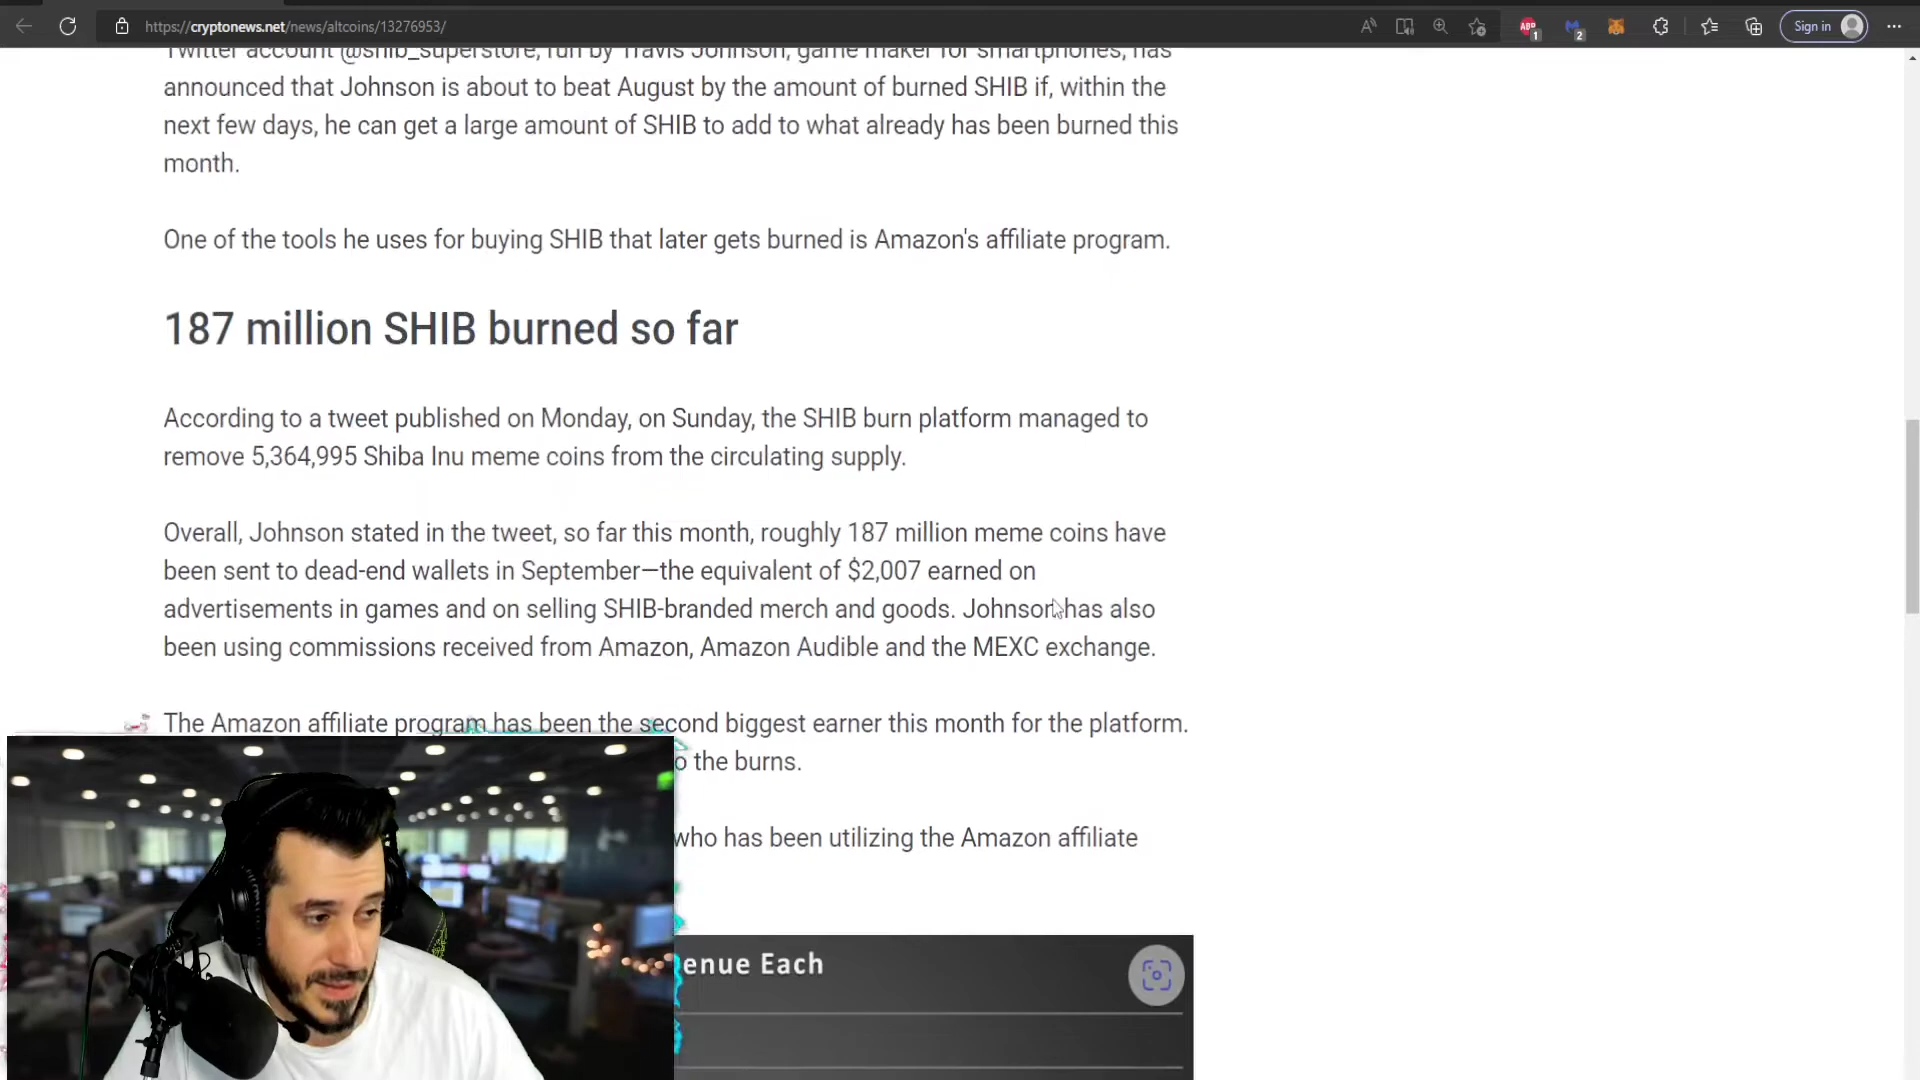 https://cryptonews.net/news/altcoins/13276953/
1
2
Sign in
Twitter account @shib_superstore, run by Travis Johnson, game maker for smartphones, has
announced that Johnson is about to beat August by the amount of burned SHIB if, within the
next few days, he can get a large amount of SHIB to add to what already has been burned this
month.
One of the tools he uses for buying SHIB that later gets burned is Amazon's affiliate program.
187 million SHIB burned so far
According to a tweet published on Monday, on Sunday, the SHIB burn platform managed to
remove 5,364,995 Shiba Inu meme coins from the circulating supply.
Overall, Johnson stated in the tweet, so far this month, roughly 187 million meme coins have
been sent to dead-end wallets in September—the equivalent of $2,007 earned on
advertisements in games and on selling SHIB-branded merch and goods. Johnson has also
been using commissions received from Amazon, Amazon Audible and the MEXC exchange.
The Amazon affiliate program has been the second biggest earner this month for the platform.
o the burns.
who has been utilizing the Amazon affiliate
enue Each